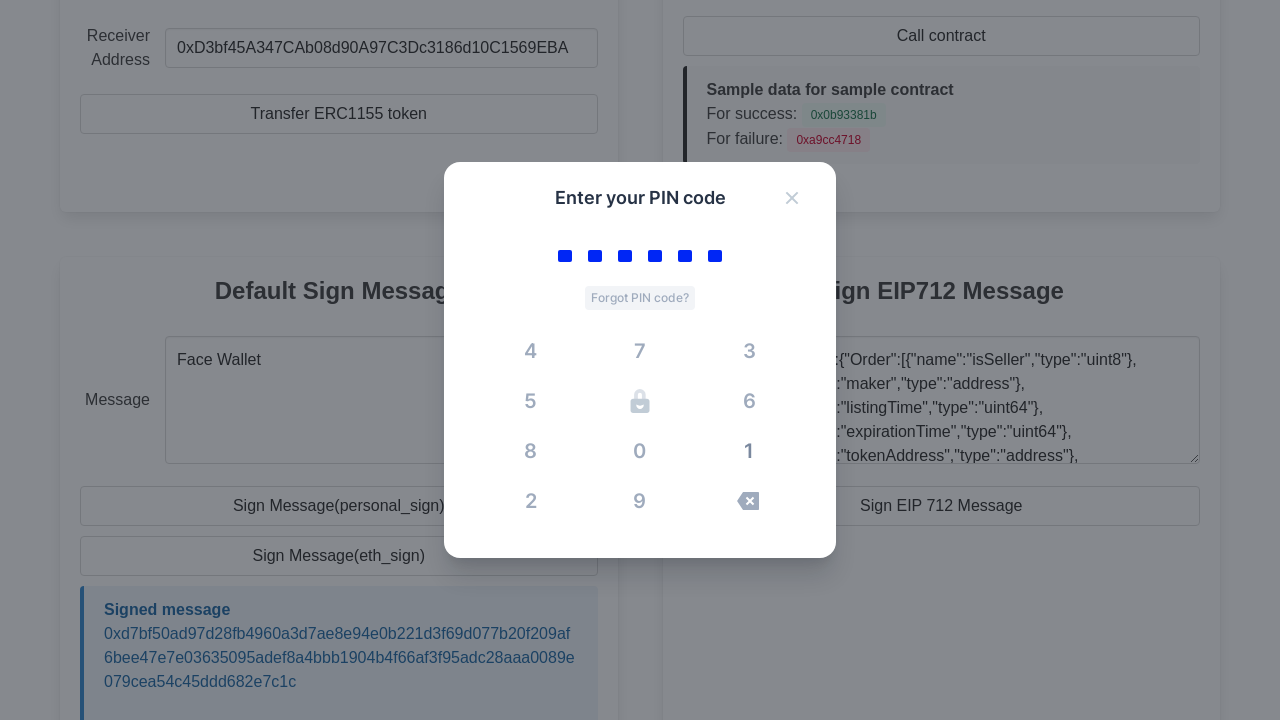 Receiver
Address
0xD3bf45A347CAb08d90A97C3Dc3186d10C1569EBA
Transfer ERC1155 token
Call contract
Sample data for sample contract
For success: 0x0b93381b
For failure: 0xa9cc4718
Enter your PIN code
Forgot PIN code?
4 7 3
5 6
8 0 1
2 9
Default Sign Messag
Message
Face Wallet
Sign Message(personal_sign)
Sign Message(eth_sign)
Signed message
0xd7bf50ad97d28fb4960a3d7ae8e94e0b221d3f69d077b20f209af
6bee47e7e03635095adef8a4bbb1904b4f66af3f95adc28aaa0089e
079cea54c45ddd682e7c1c
ign EIP712 Message
:{"Order":[{"name":"isSeller","type":"uint8"},
:"maker","type":"address"},
:"listingTime","type":"uint64"},
:"expirationTime","type":"uint64"},
:"tokenAddress","type":"address"},
Sign EIP 712 Message